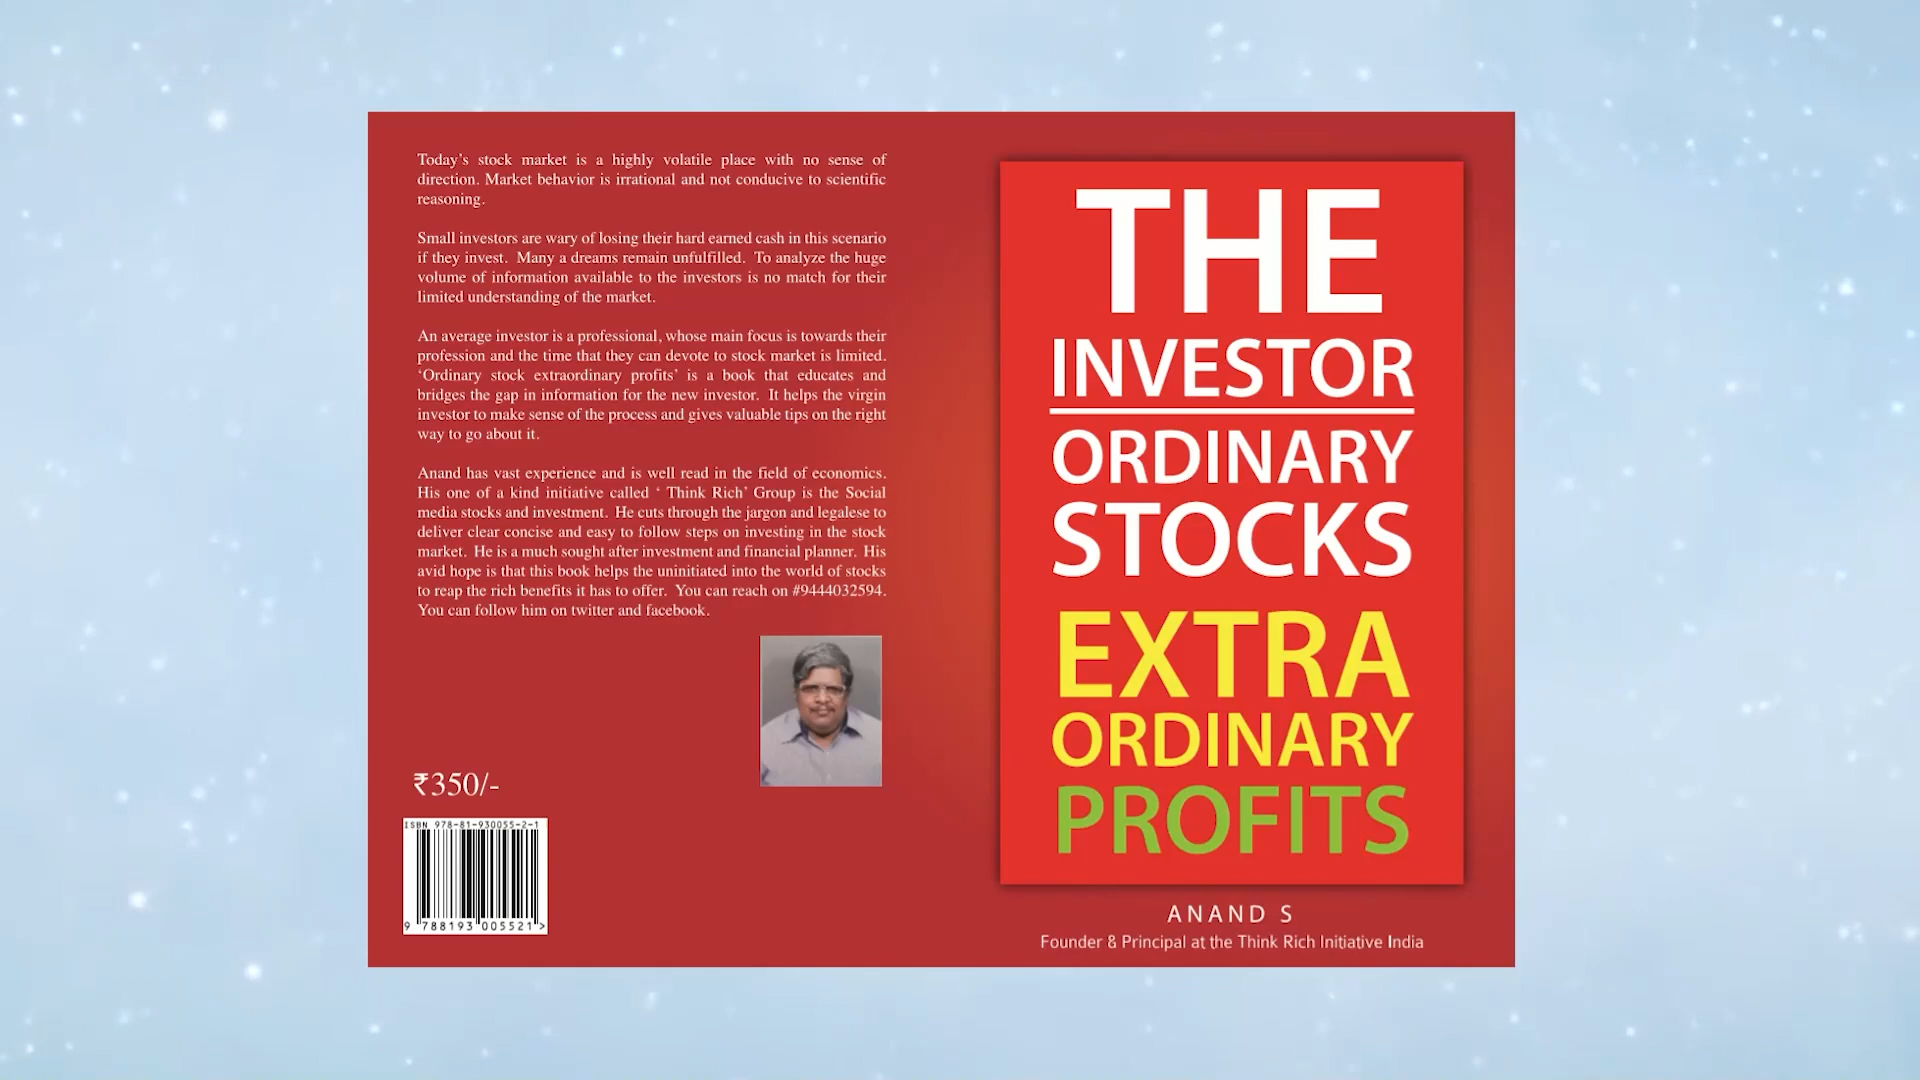 Today's stock market is a highly volatile place with no sense of
direction. Market behavior is irrational and not conducive to scientific
reasoning.
Small investors are wary of losing their hard earned cash in this scenario
if they invest. Many a dreams remain unfulfilled. To analyze the huge
volume of information available to the investors is no match for their
limited understanding of the market.
An average investor is a professional, whose main focus is towards their
profession and the time that they can devote to stock market is limited.
‘Ordinary stock extraordinary profits’ is a book that educates and
bridges the gap in information for the new investor. It helps the virgin
investor to make sense of the process and gives valuable tips on the right
way to go about it.
Anand has vast experience and is well read in the field of economics.
His one of a kind initiative called ‘ Think Rich’ Group is the Social
media stocks and investment. He cuts through the jargon and legalese to
deliver clear concise and easy to follow steps on investing in the stock
market. He is a much sought after investment and financial planner. His
avid hope is that this book helps the uninitiated into the world of stocks
to reap the rich benefits it has to offer. You can reach on #9444032594.
You can follow him on twitter and facebook.
₹350/-
ISBN 978-81-930055-2-1
9 788193 005521 >
THE
INVESTOR
ORDINARY
STOCKS
EXTRA
ORDINARY
PROFITS
ANAND S
Founder & Principal at the Think Rich Initiative India